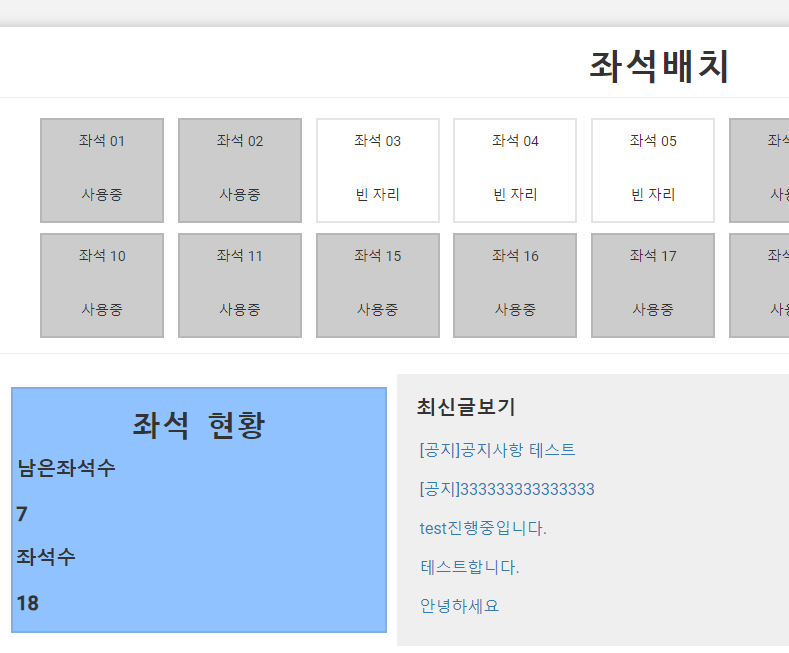 좌석배치
좌석 01 좌석 02 좌석 03 좌석 04 좌석 05
사용중 사용중 빈 자리 빈 자리 빈 자리
좌석 10 좌석 11 좌석 15 좌석 16 좌석 17
사용중 사용중 사용중 사용중 사용중
좌석 현황
남은좌석수
7
좌석수
18
최신글보기
[공지]공지사항 테스트
[공지]333333333333333
test진행중입니다.
테스트합니다.
안녕하세요